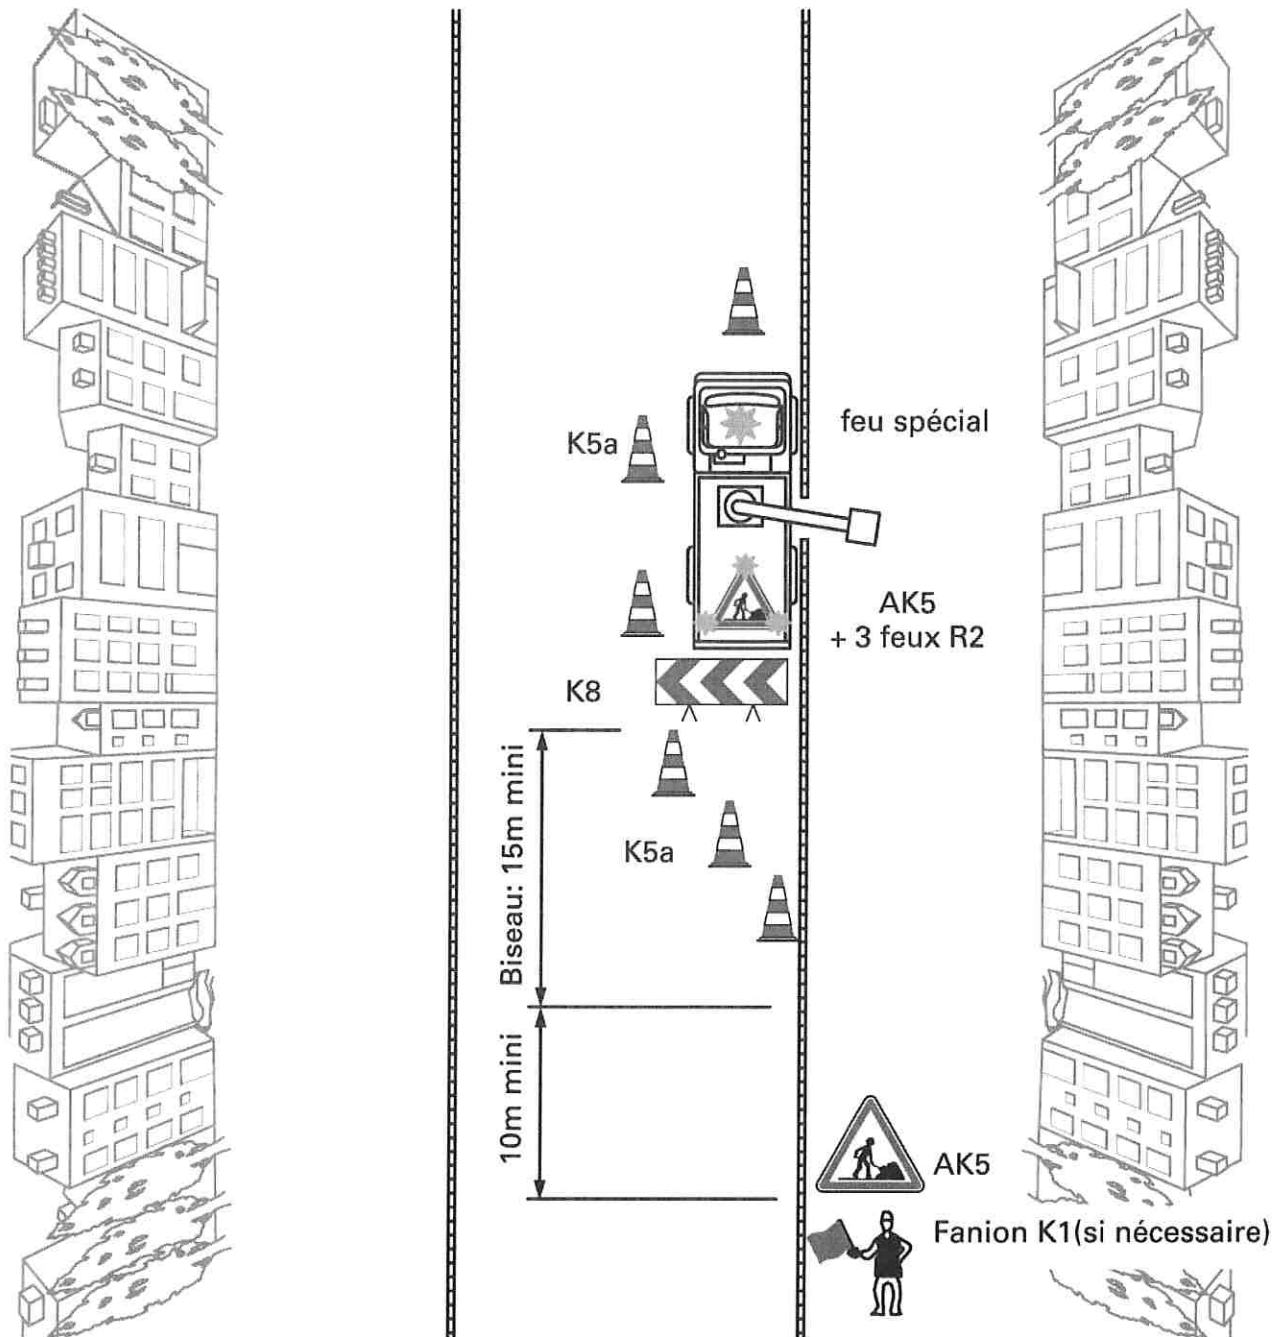 feu spécial
K5a
AK5
+ 3 feux R2
K8
Biseau: 15m mini
K5a
10m mini
AK5
Fanion K1(si nécessaire)